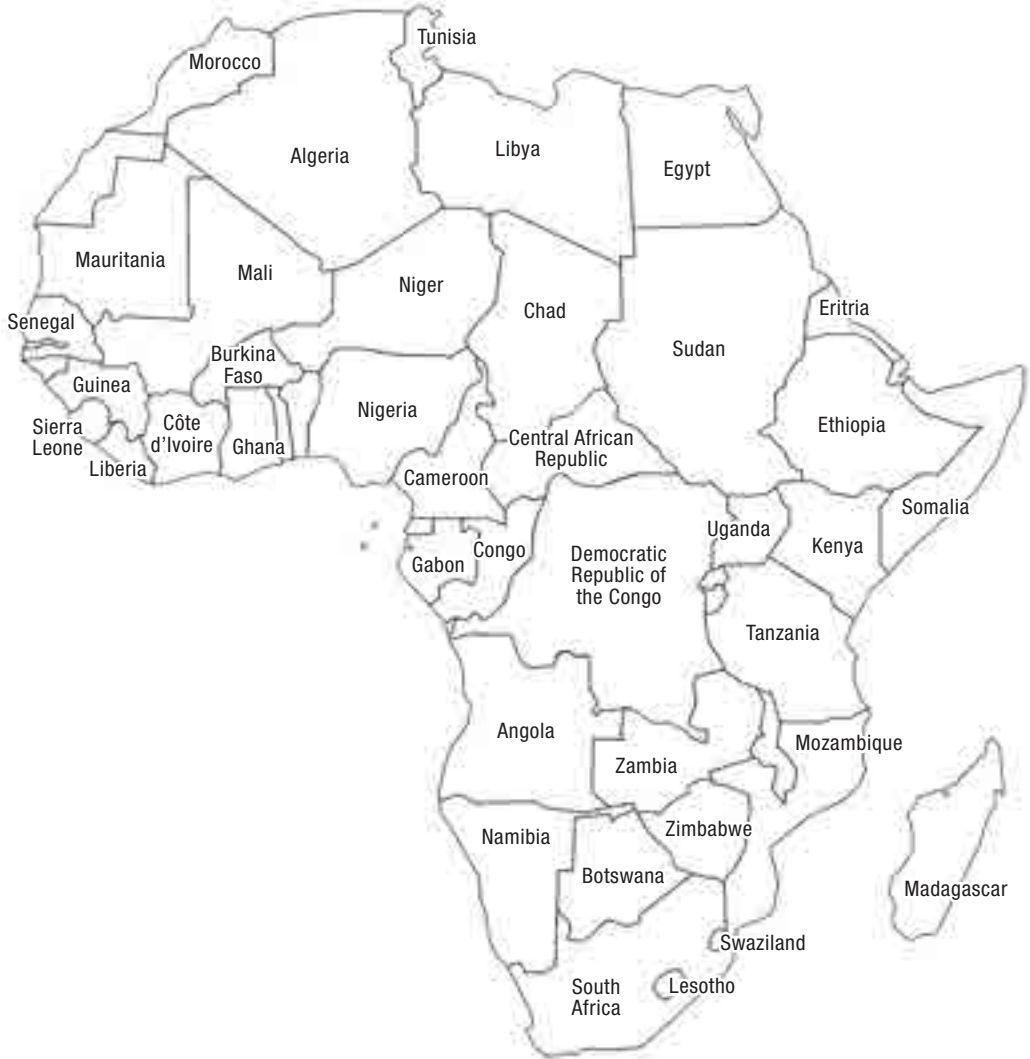 Tunisia
Morocco
Algeria
Libya
Egypt
Mauritania
Mali
Niger
Chad
Eritria
Senegal
Sudan
Burkina
Faso
Guinea
Nigeria
Ethiopia
Sierra
Leone
Côte
d'Ivoire
Ghana
Central African
Republic
Liberia
Cameroon
Somalia
Uganda
Kenya
Gabon
Congo
Democratic
Republic of
the Congo
Tanzania
Angola
Mozambique
Zambia
Namibia
Zimbabwe
Botswana
Madagascar
Swaziland
South
Africa
Lesotho